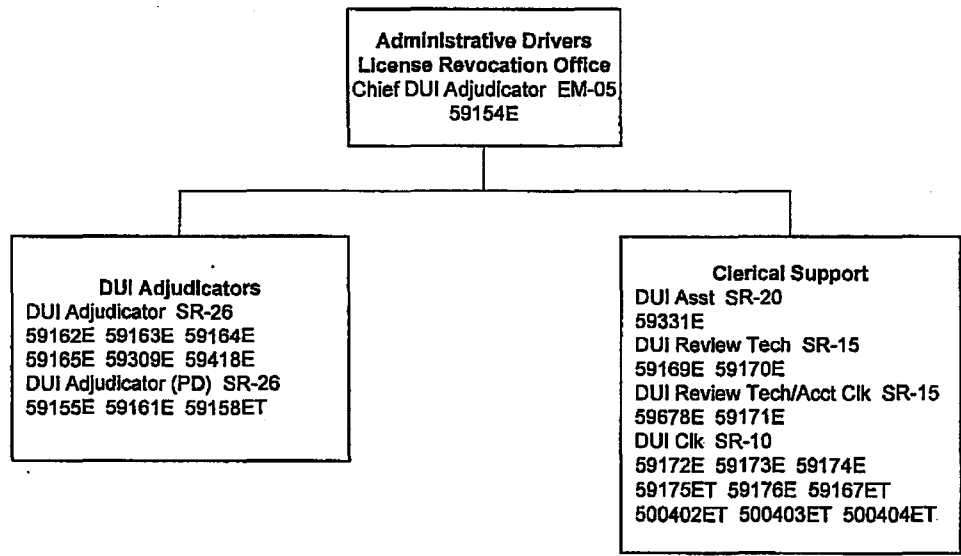 Administrative Drivers
License Revocation Office
Chief DUI Adjudicator EM-05
59154E
DUI Adjudicators
DUI Adjudicator SR-26
59162E 59163E 59164E
59165E 59309E 59418E
DUI Adjudicator (PD) SR-26
59155E 59161E 59158ET
Clerical Support
DUI Asst SR-20
59331E
DUI Review Tech SR-15
59169E 59170E
DUI Review Tech/Acct Clk SR-15
59678E 59171E
DUI Clk SR-10
59172E 59173E 59174E
59175ET 59176E 59167ET
500402ET 500403ET 500404ET